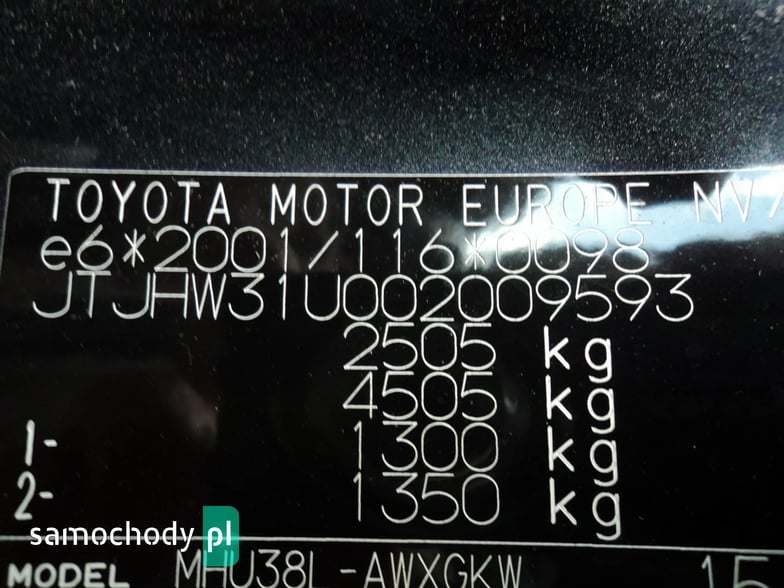 TOYOTA MOTOR EUROPE NV/
e6*2001/116*0098
JTJHW31U002009593
2505 kg
4505 kg
1- 1300 kg
2- 1350 kg
samochody pl
MODEL MHU38L-AWXGKW 15